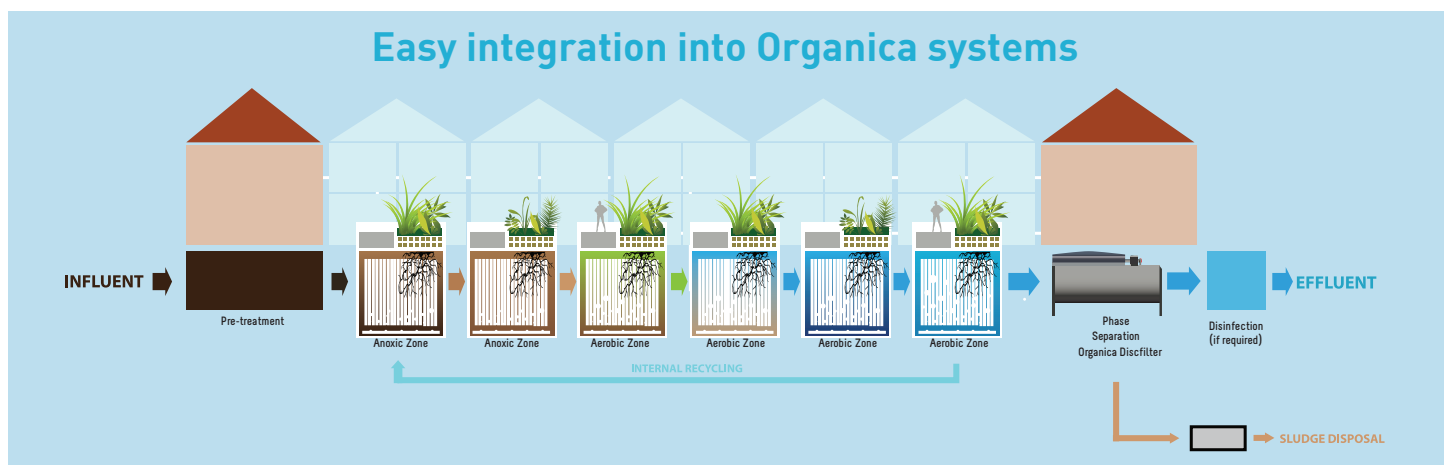 Easy integration into Organica systems
INFLUENT
EFFLUENT
Pre-treatment
Anoxic Zone
Anoxic Zone
Aerobic Zone
Aerobic Zone
Aerobic Zone
Aerobic Zone
Phase
Separation
Organica Discfilter
Disinfection
(if required)
INTERNAL RECYCLING
SLUDGE DISPOSAL